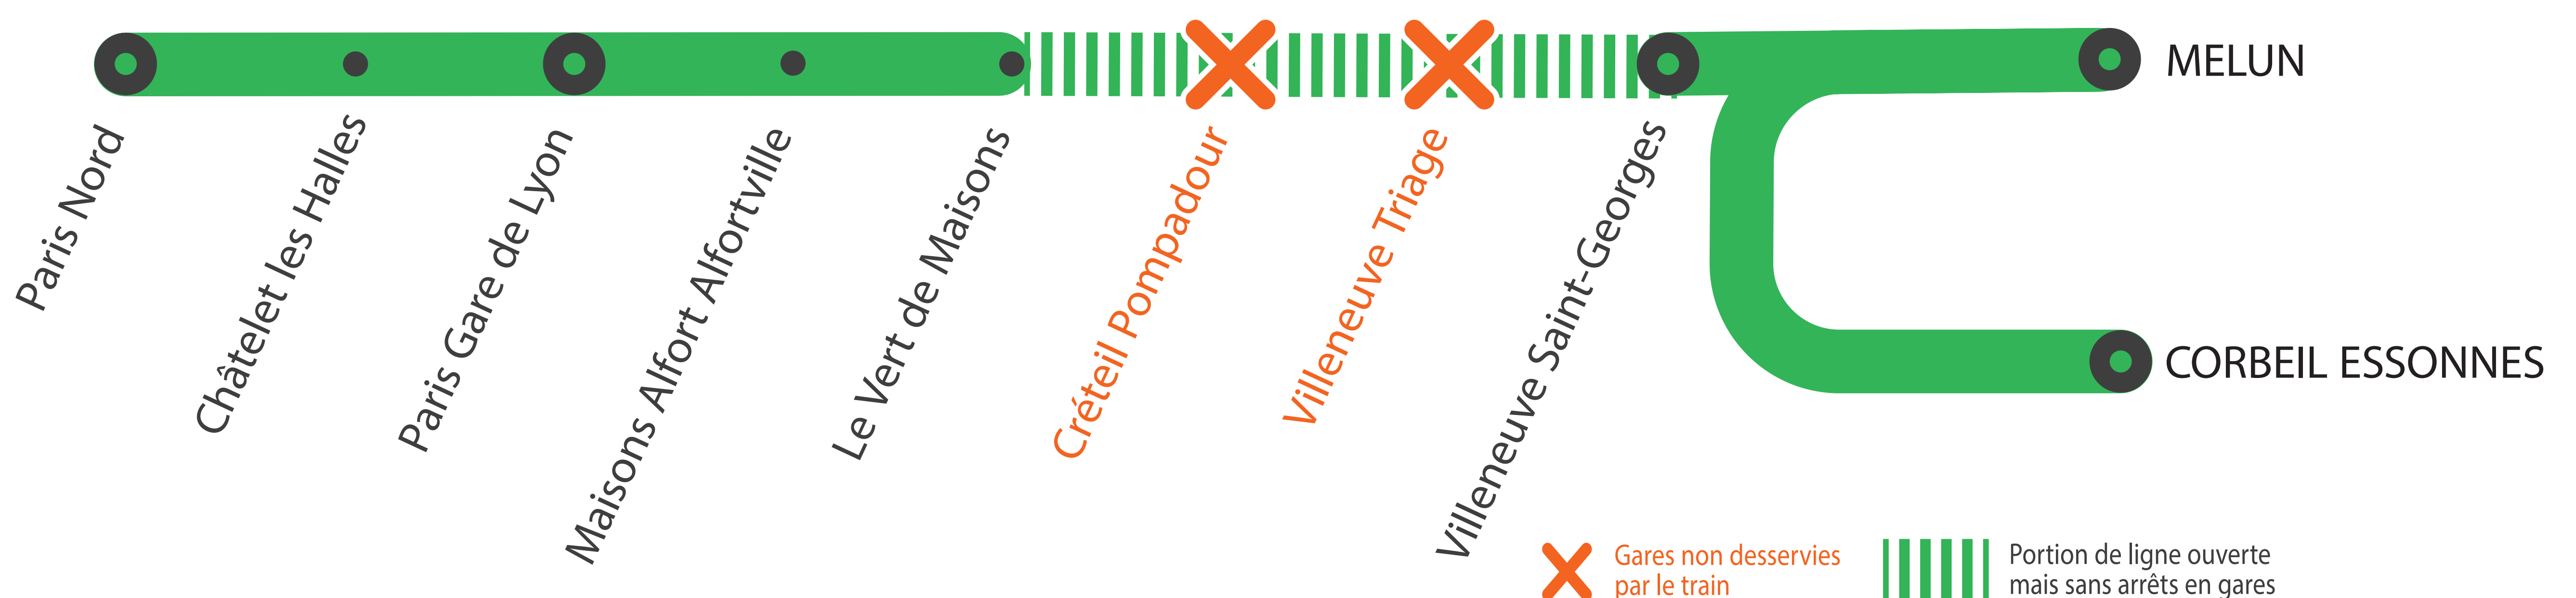 Paris Nord
Châtelet les Halles
Paris Gare de Lyon
Maisons Alfort Alfortville
Le Vert de Maisons
Créteil Pompadour
Villeneuve Triage
Villeneuve Saint-Georges
MELUN
CORBEIL ESSONNES
Gares non desservies
par le train
Portion de ligne ouverte
mais sans arrêts en gares